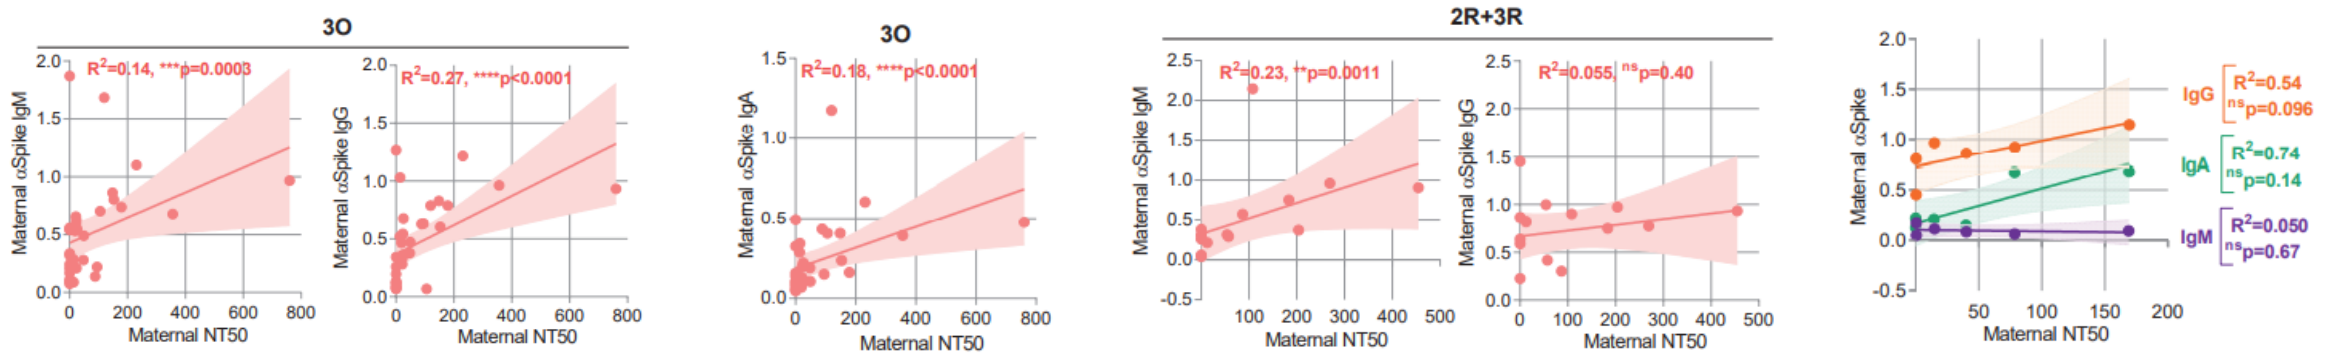 3O
Maternal αSpike IgM
R²=0.14, ***p=0.0003
2.0
1.5
1.0
0.5
0.0
0 200 400 600 800
Maternal NT50
Maternal αSpike IgG
R²=0.27, ****p<0.0001
2.0
1.5
1.0
0.5
0.0
0 200 400 600 800
Maternal NT50
3O
Maternal αSpike IgA
R²=0.18, ****p<0.0001
1.5
1.0
0.5
0.0
0 200 400 600 800
Maternal NT50
2R+3R
Maternal αSpike IgM
R²=0.23, **p=0.0011
2.5
2.0
1.5
1.0
0.5
0.0
-0.5
100 200 300 400 500
Maternal NT50
Maternal αSpike IgG
R²=0.055, ⁿˢp=0.40
2.5
2.0
1.5
1.0
0.5
0.0
0 100 200 300 400 500
Maternal NT50
Maternal αSpike
2.0
1.5
1.0
0.5
0.0
-0.5
50 100 150 200
Maternal NT50
IgG
R²=0.54
ⁿˢp=0.096
IgA
R²=0.74
ⁿˢp=0.14
IgM
R²=0.050
ⁿˢp=0.67